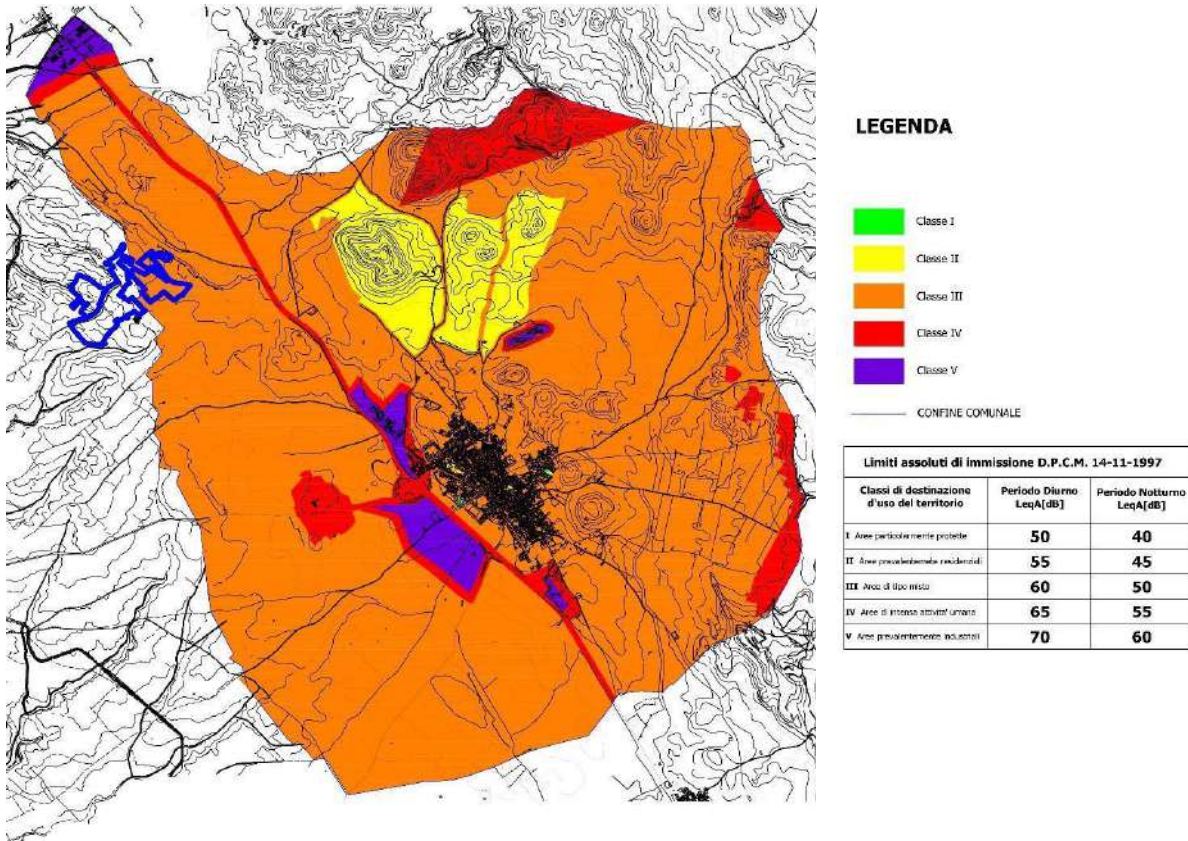 LEGENDA
Classe I
Classe II
Classe III
Classe IV
Classe V
CONFINE COMUNALE
Limiti assoluti di immissione D.P.C.M. 14-11-1997
Classi di destinazione d'uso del territorio
Periodo Diurno LeqA[dB]
Periodo Notturno LeqA[dB]
I Aree particolarmente protette 50 40
II Aree prevalentemente residenziali 55 45
III Aree di tipo misto 60 50
IV Aree di intensa attivita' umana 65 55
V Aree prevalentemente industriali 70 60